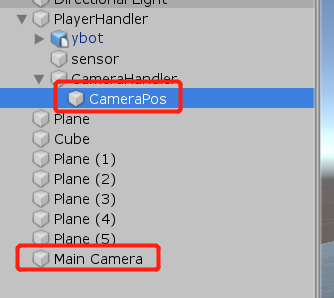 Directional Light
PlayerHandler
ybot
sensor
CameraHandler
CameraPos
Plane
Cube
Plane (1)
Plane (2)
Plane (3)
Plane (4)
Plane (5)
Main Camera